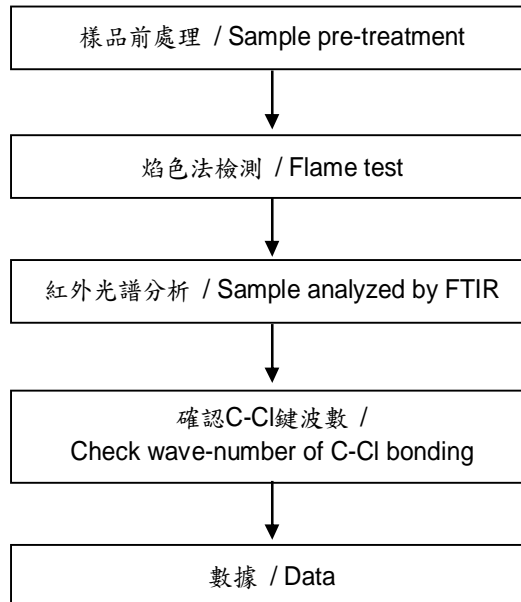 樣品前處理 / Sample pre-treatment
焰色法檢測 / Flame test
紅外光譜分析 / Sample analyzed by FTIR
確認C-Cl鍵波數 /
Check wave-number of C-Cl bonding
數據 / Data